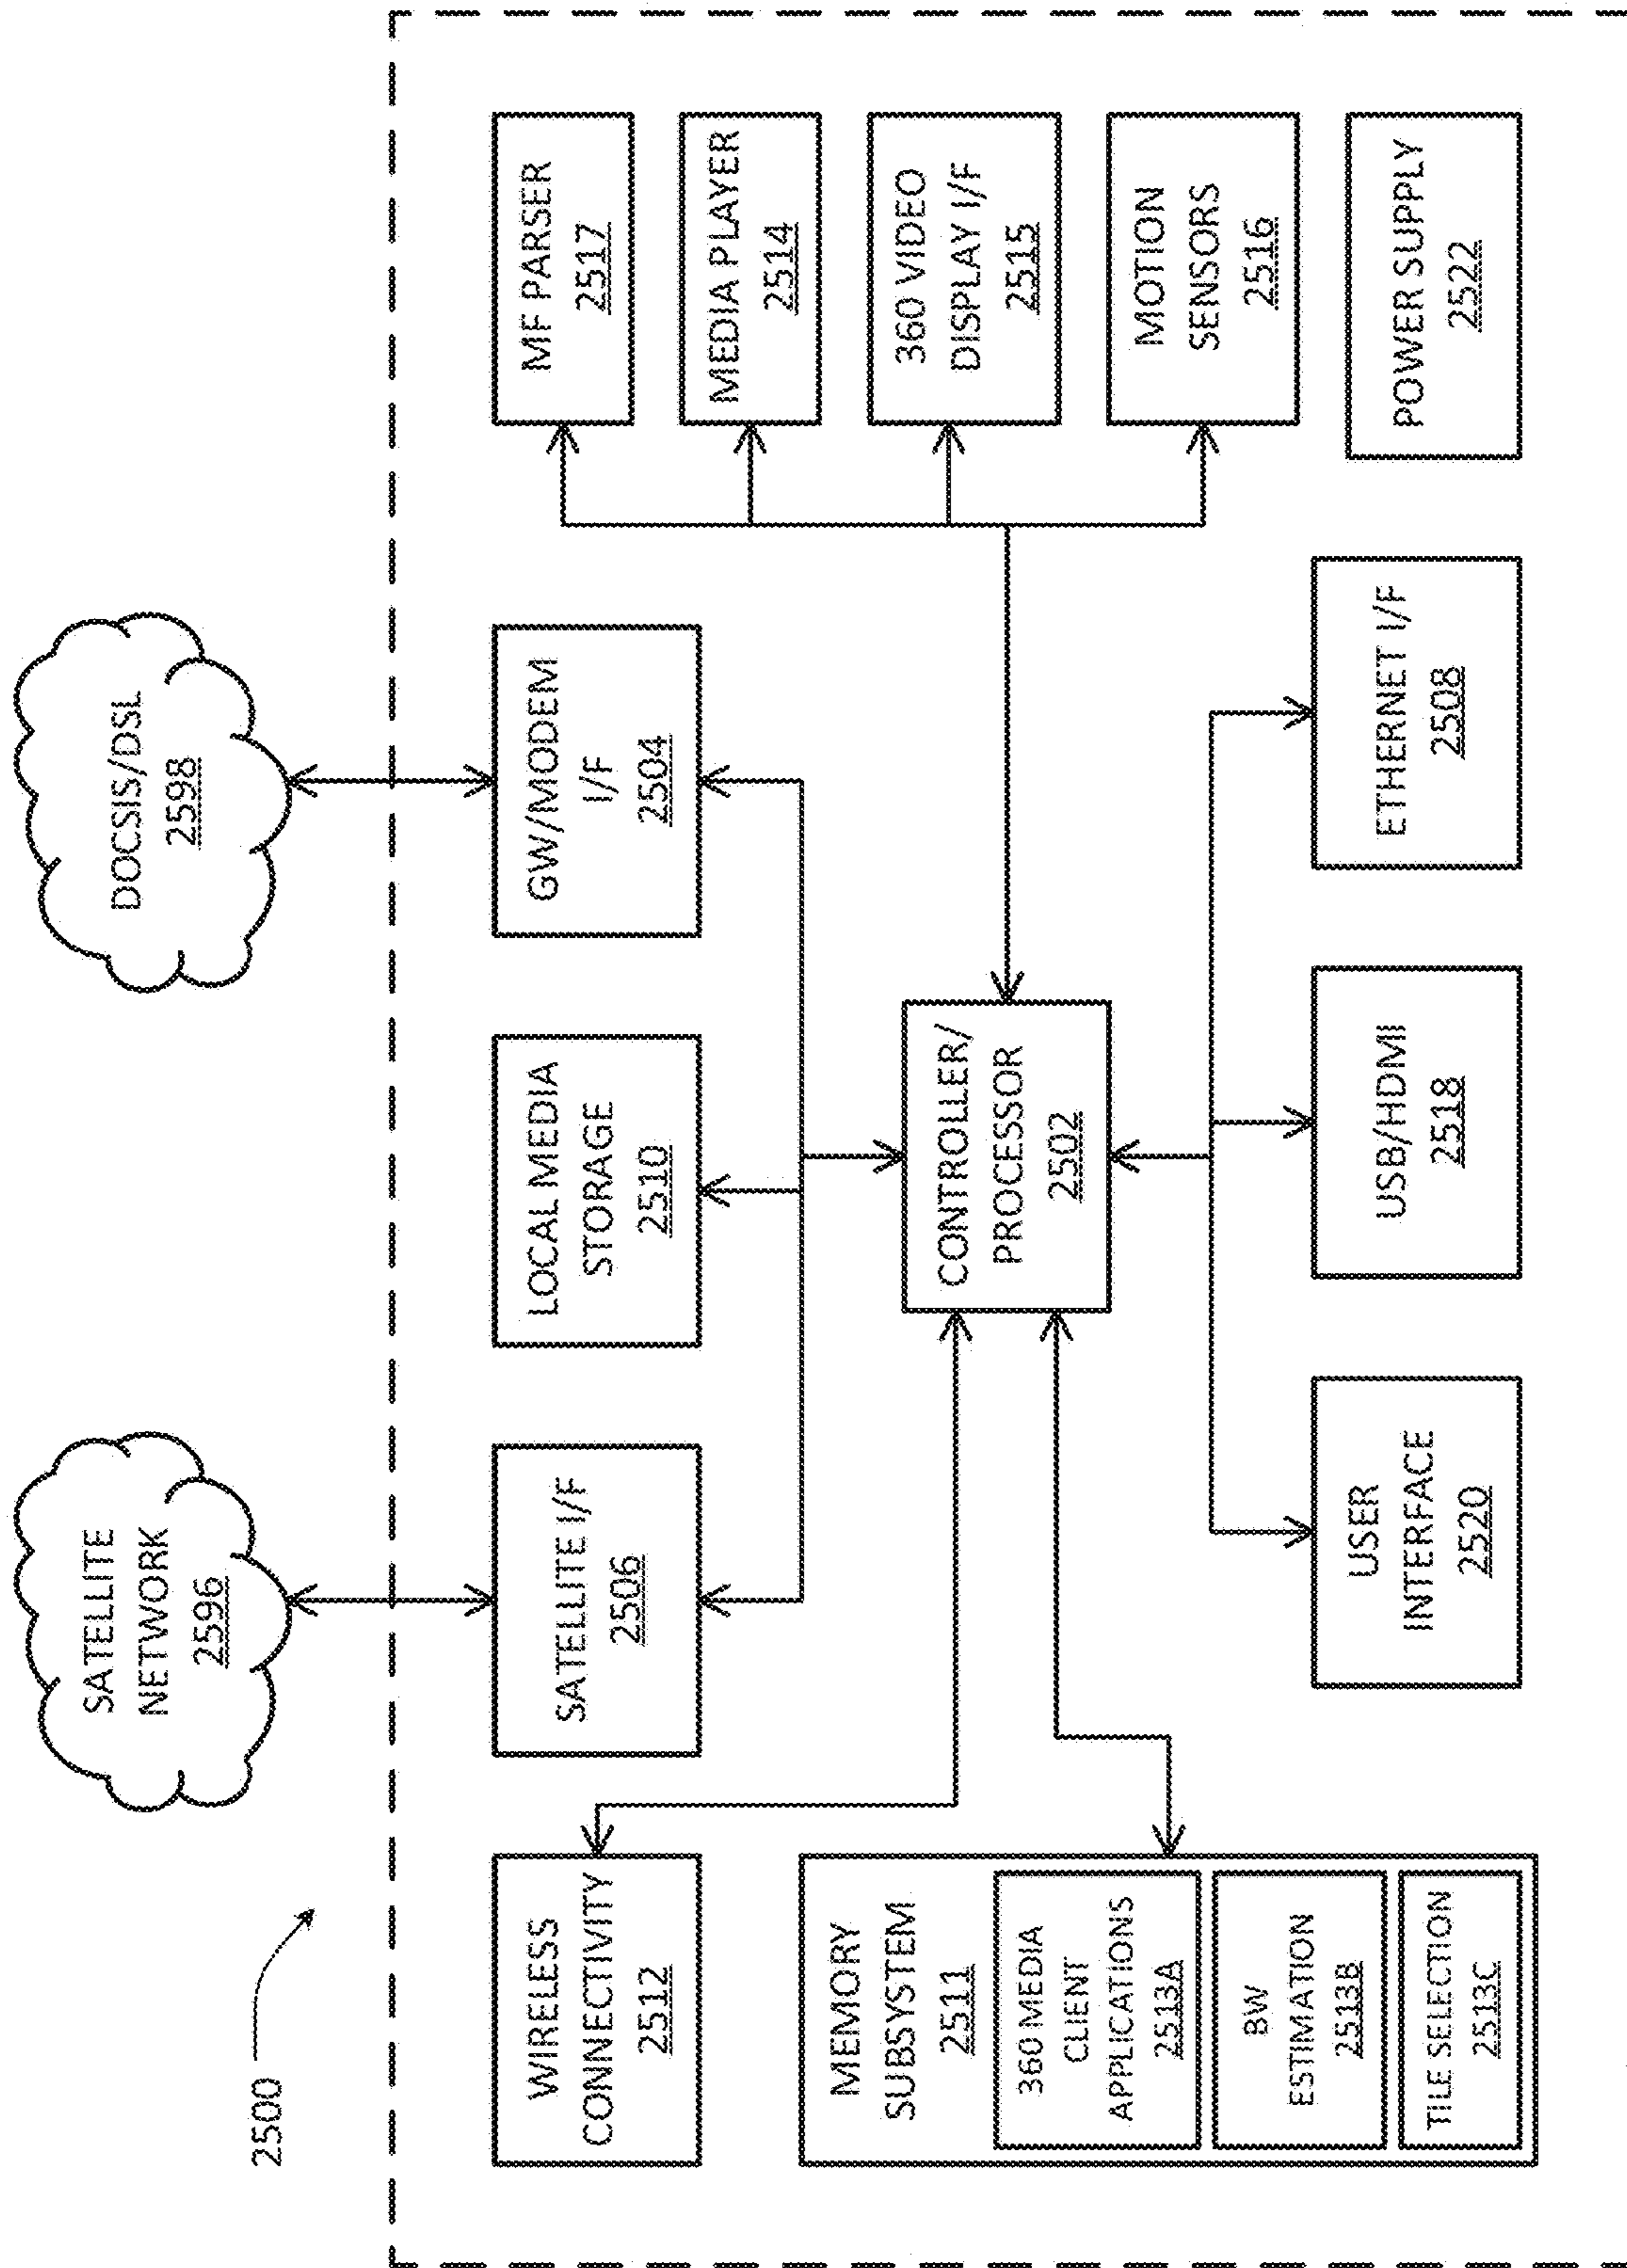 2500
SATELLITE
NETWORK
2596
DOCSIS/DSL
2598
WIRELESS
CONNECTIVITY
2512
SATELLITE I/F
2506
LOCAL MEDIA
STORAGE
2510
GW/MODEM
I/F
2504
MF PARSER
2517
MEDIA PLAYER
2514
360 VIDEO
DISPLAY I/F
2515
MOTION
SENSORS
2516
POWER SUPPLY
2522
CONTROLLER/
PROCESSOR
2502
MEMORY
SUBSYSTEM
2511
360 MEDIA
CLIENT
APPLICATIONS
2513A
BW
ESTIMATION
2513B
TILE SELECTION
2513C
USER
INTERFACE
2520
USB/HDMI
2518
ETHERNET I/F
2508